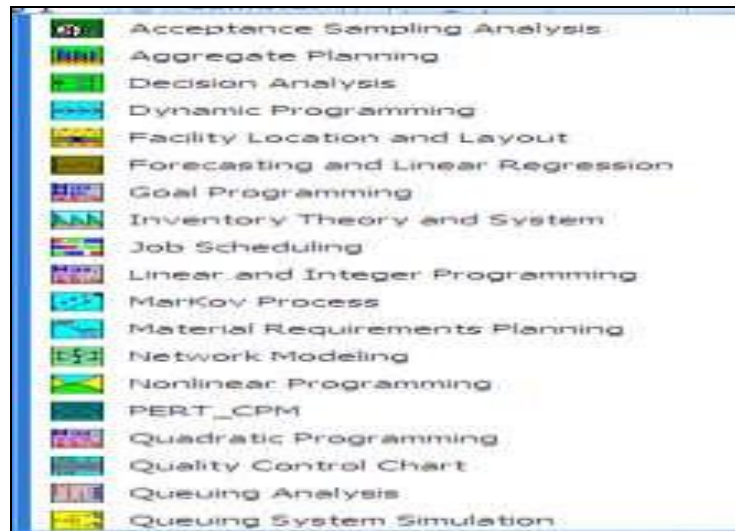 Acceptance Sampling Analysis
Aggregate Planning
Decision Analysis
Dynamic Programming
Facility Location and Layout
Forecasting and Linear Regression
Goal Programming
Inventory Theory and System
Job Scheduling
Linear and Integer Programming
MarKov Process
Material Requirements Planning
Network Modeling
Nonlinear Programming
PERT_CPM
Quadratic Programming
Quality Control Chart
Queuing Analysis
Queuing System Simulation